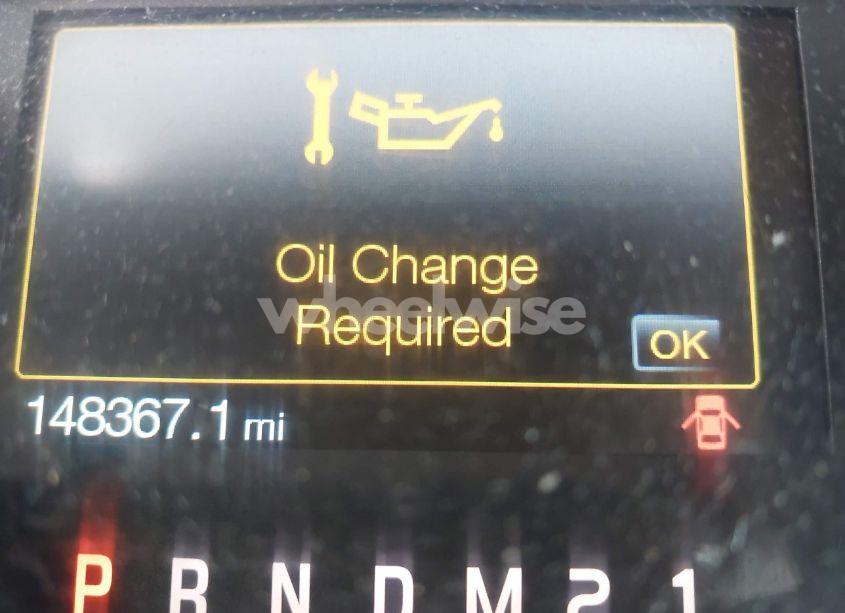 Oil Change
wheelwise
Required
OK
148367.1 mi
P R N D M 2 1